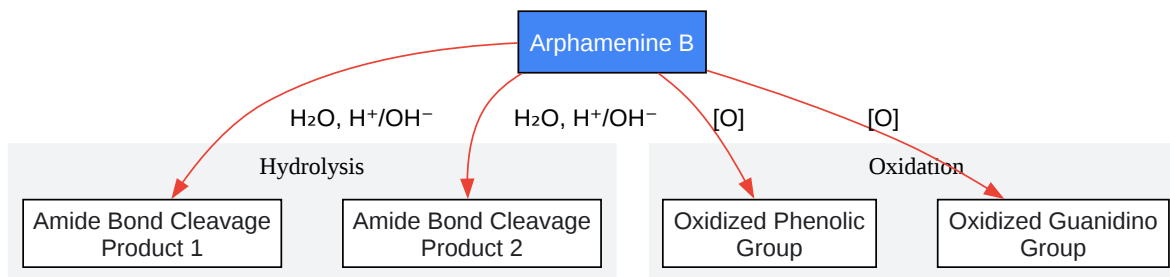 Arphamenine B
H₂O, H⁺/OH⁻
H₂O, H⁺/OH⁻
[O]
[O]
Hydrolysis
Oxidation
Amide Bond Cleavage
Product 1
Amide Bond Cleavage
Product 2
Oxidized Phenolic
Group
Oxidized Guanidino
Group